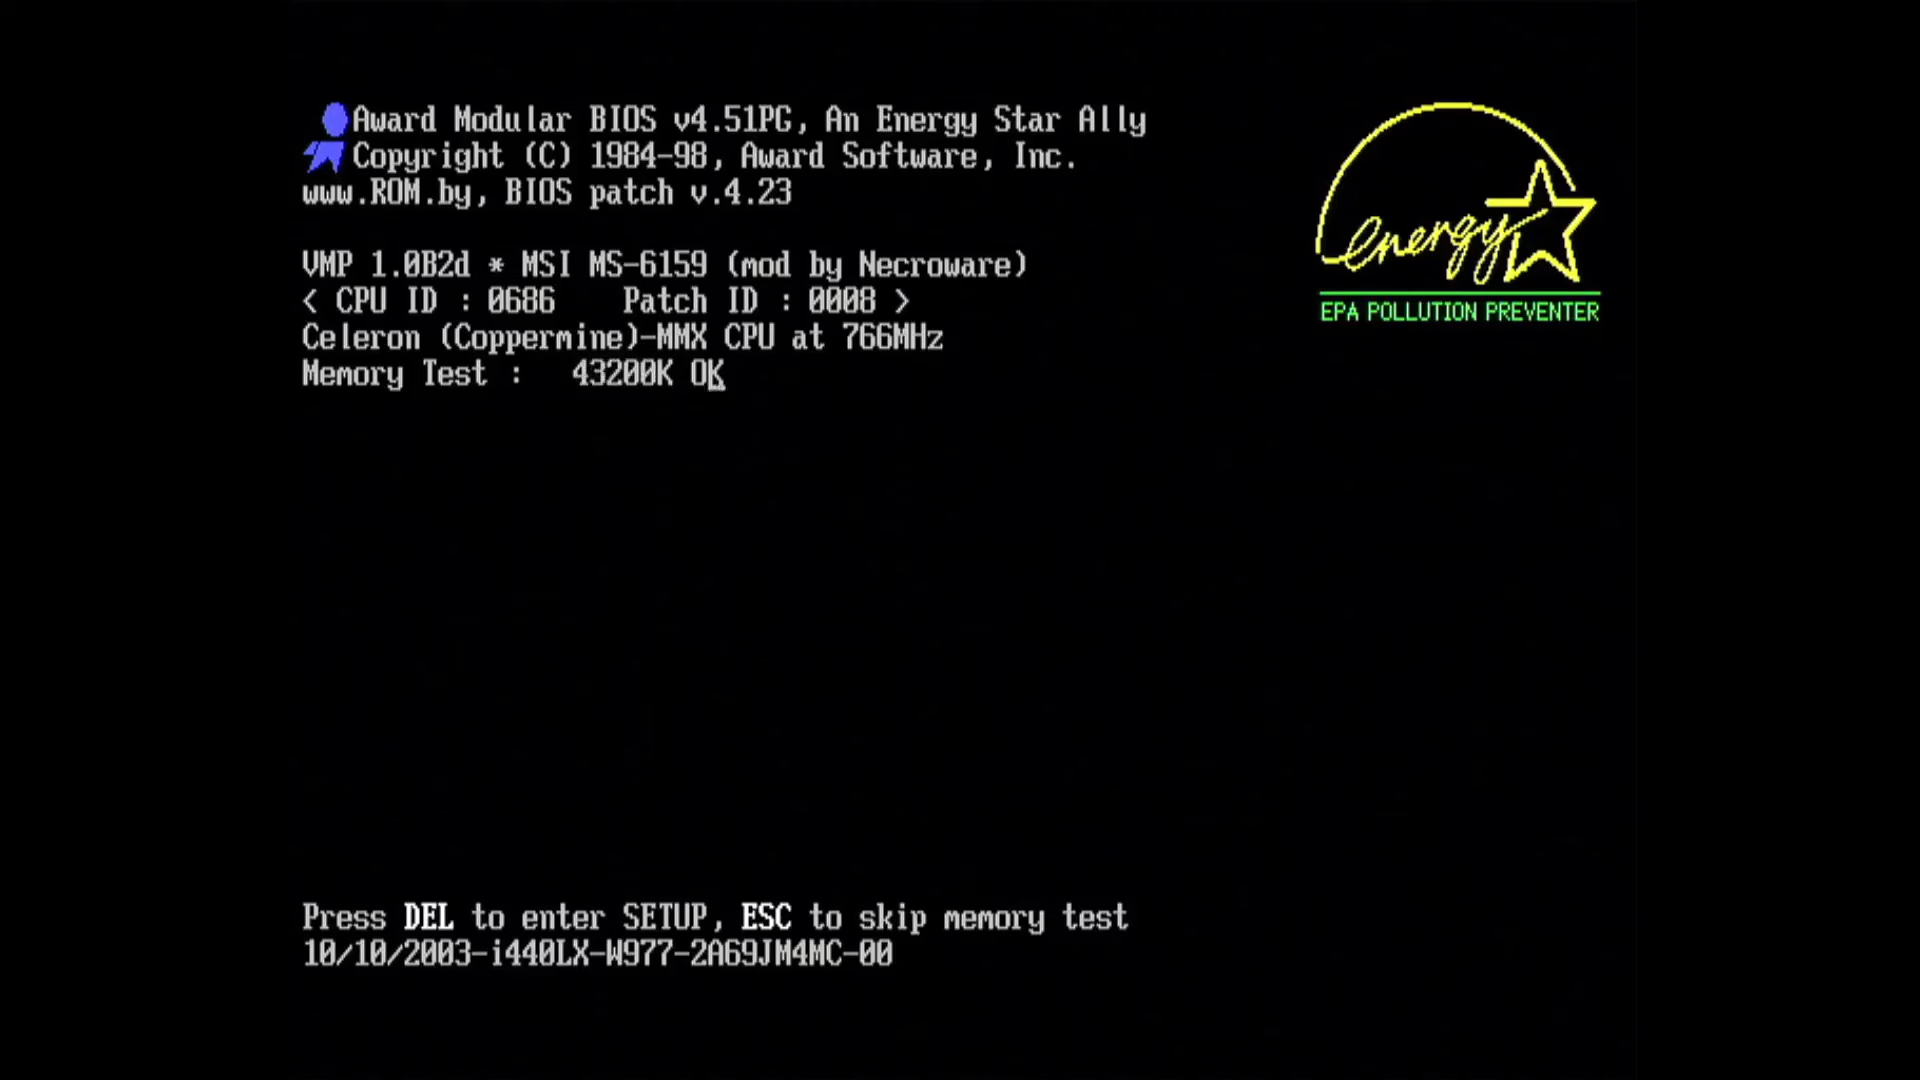 Award Modular BIOS v4.51PG, An Energy Star Ally
Copyright (C) 1984-98, Award Software, Inc.
www.ROM.by, BIOS patch v.4.23
energy
EPA POLLUTION PREVENTER
VMP 1.0B2d * MSI MS-6159 (mod by Necroware)
< CPU ID : 0686    Patch ID : 0008 >
Celeron (Coppermine)-MMX CPU at 766MHz
Memory Test :   43200K OK
Press DEL to enter SETUP, ESC to skip memory test
10/10/2003-i440LX-W977-2A69JM4MC-00